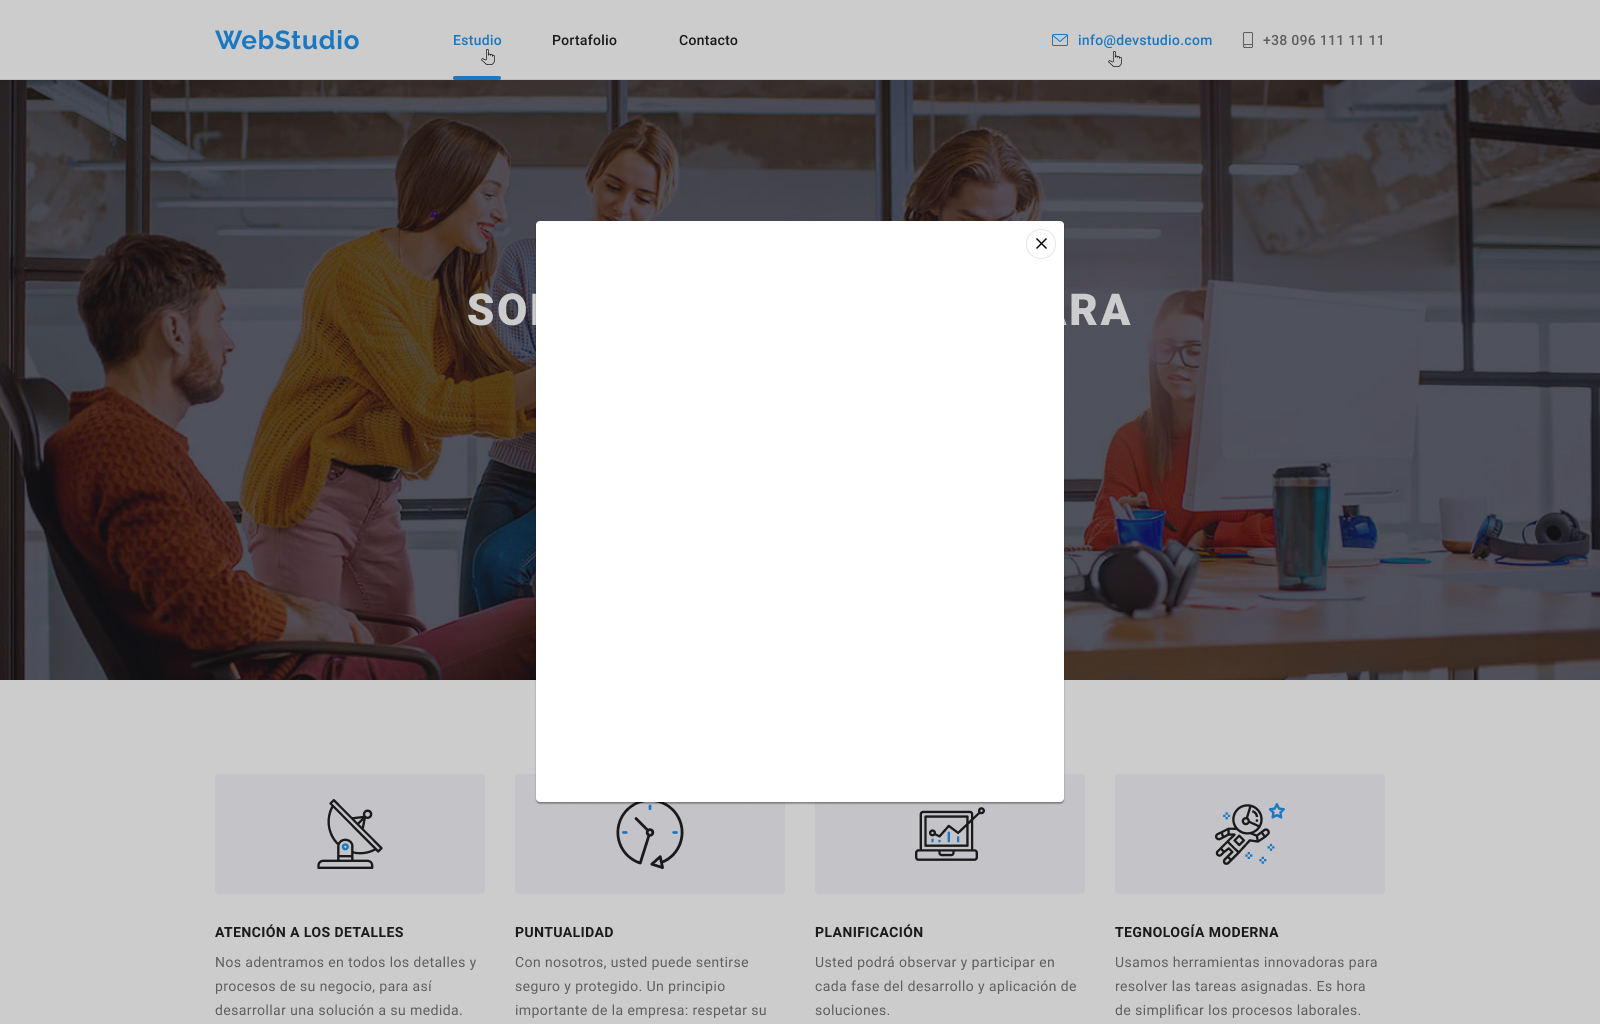 WebStudio
Estudio
Portafolio
Contacto
info@devstudio.com
+38 096 111 11 11
ATENCIÓN A LOS DETALLES
Nos adentramos en todos los detalles y
procesos de su negocio, para así
desarrollar una solución a su medida.
PUNTUALIDAD
Con nosotros, usted puede sentirse
seguro y protegido. Un principio
importante de la empresa: respetar su
PLANIFICACIÓN
Usted podrá observar y participar en
cada fase del desarrollo y aplicación de
soluciones.
TEGNOLOGÍA MODERNA
Usamos herramientas innovadoras para
resolver las tareas asignadas. Es hora
de simplificar los procesos laborales.